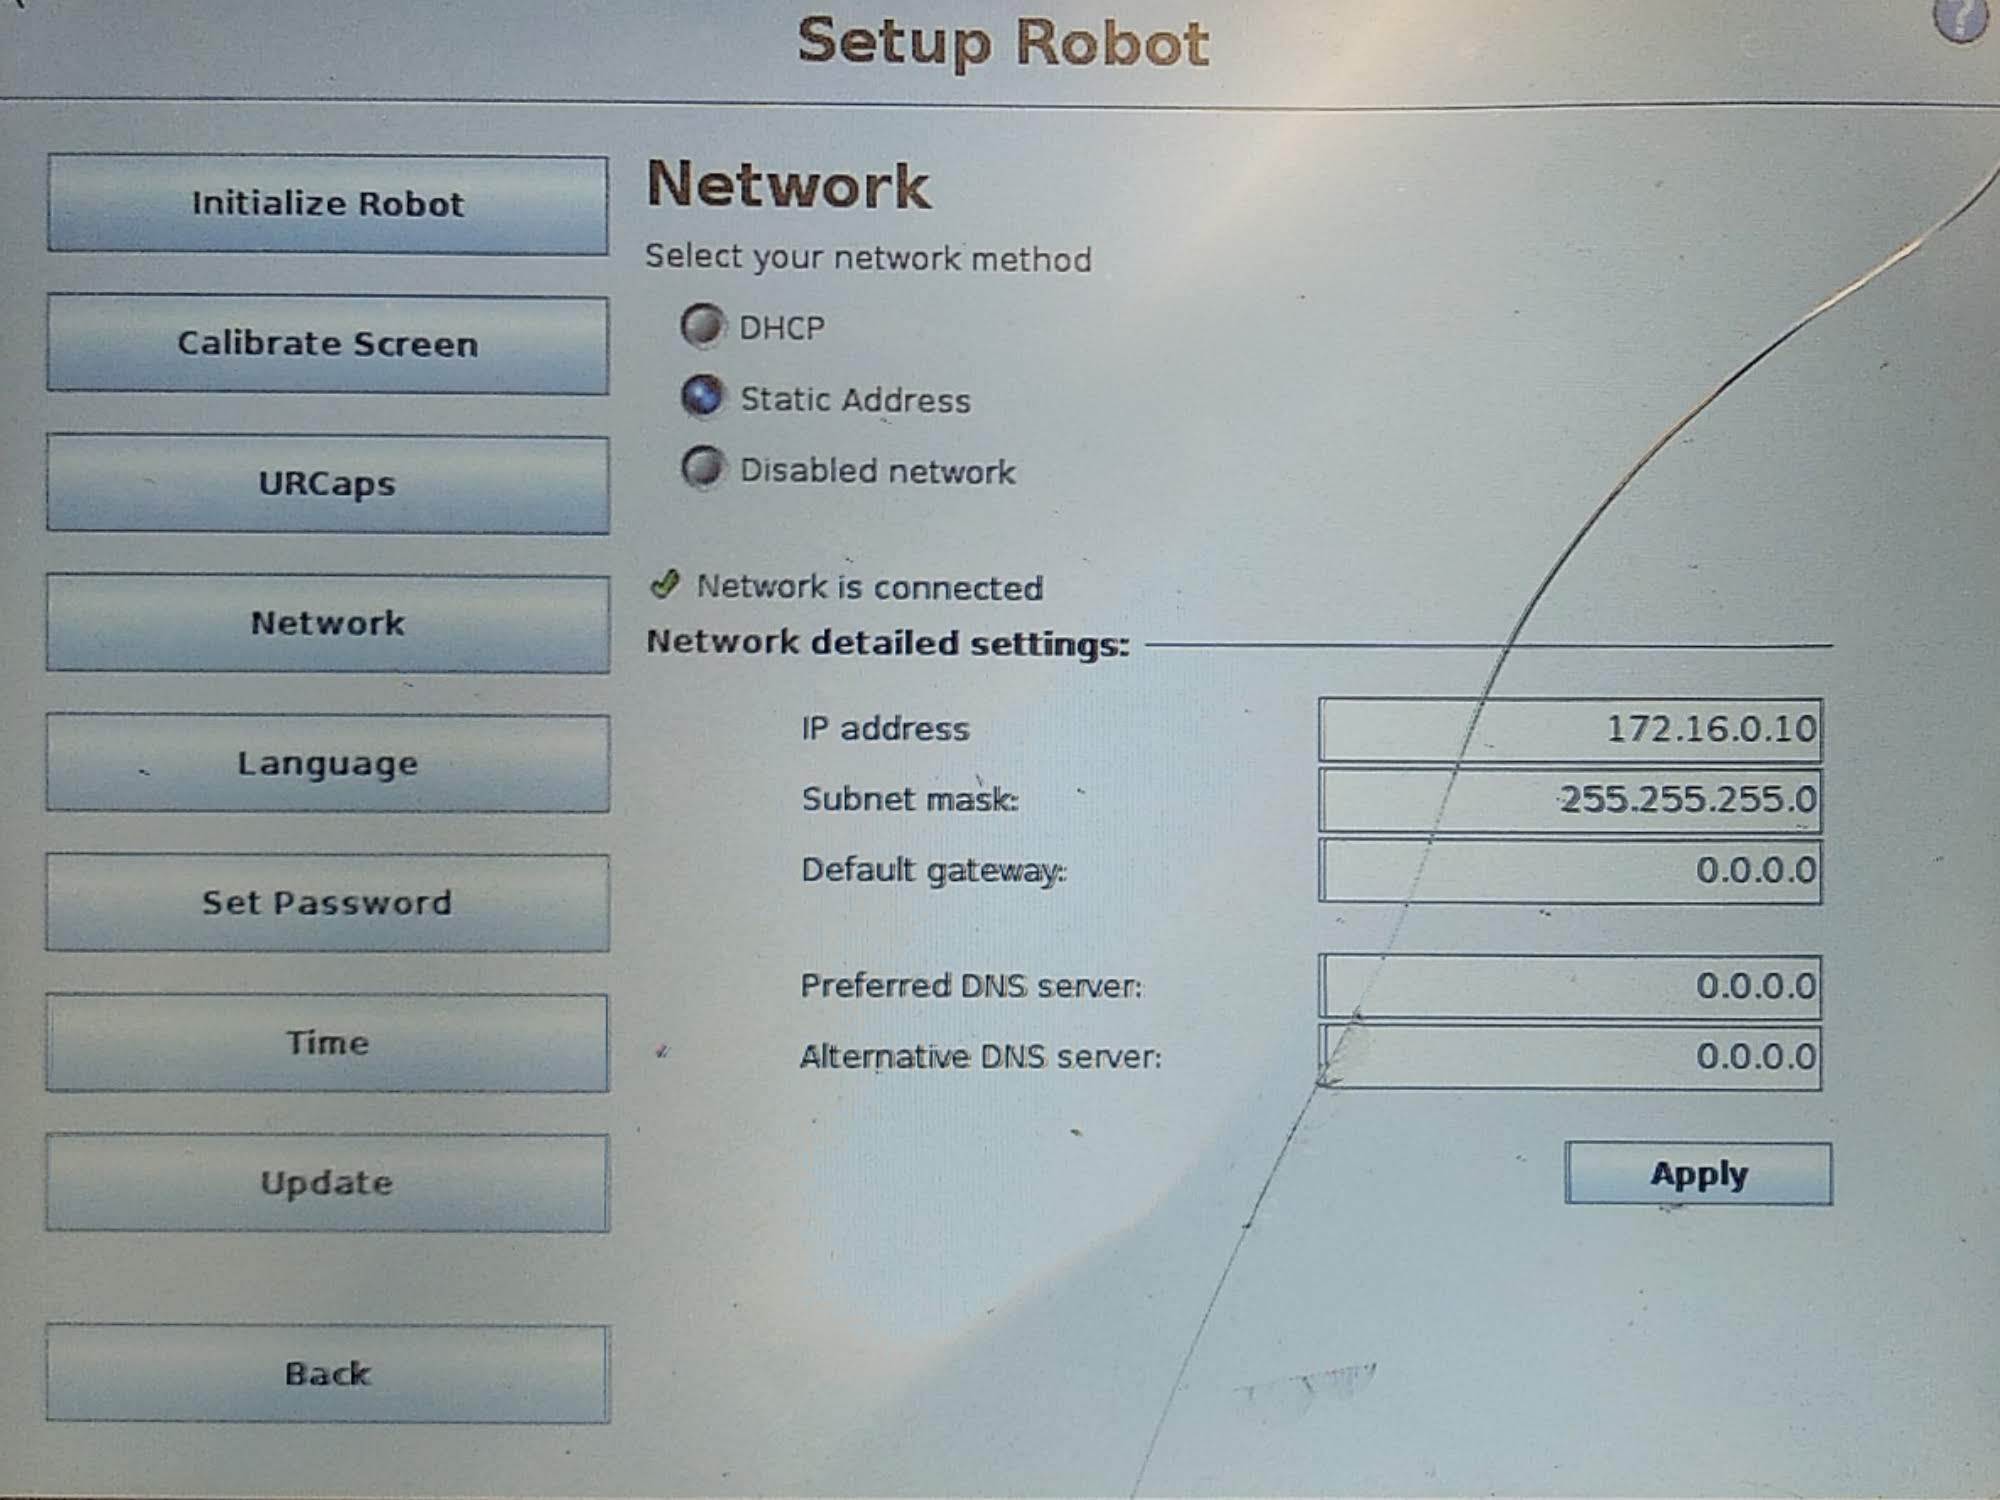 Setup Robot
?
Initialize Robot
Calibrate Screen
URCaps
Network
Language
Set Password
Time
Update
Back
Network
Select your network method
DHCP
Static Address
Disabled network
Network is connected
Network detailed settings:
IP address 172.16.0.10
Subnet mask: 255.255.255.0
Default gateway: 0.0.0.0
Preferred DNS server: 0.0.0.0
Alternative DNS server: 0.0.0.0
Apply